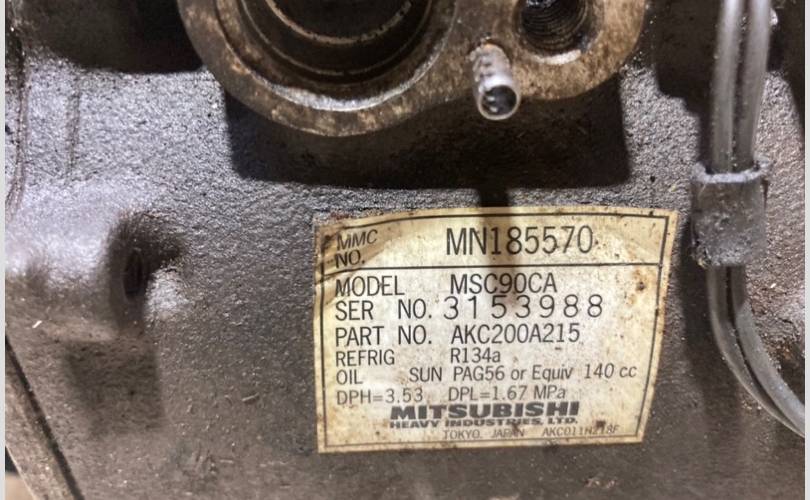 MMC NO. MN185570
MODEL MSC90CA
SER NO. 3153988
PART NO. AKC200A215
REFRIG R134a
OIL SUN PAG56 or Equiv 140 cc
DPH=3.53 DPL=1.67 MPa
MITSUBISHI
HEAVY INDUSTRIES, LTD.
TOKYO, JAPAN AKC011H218F